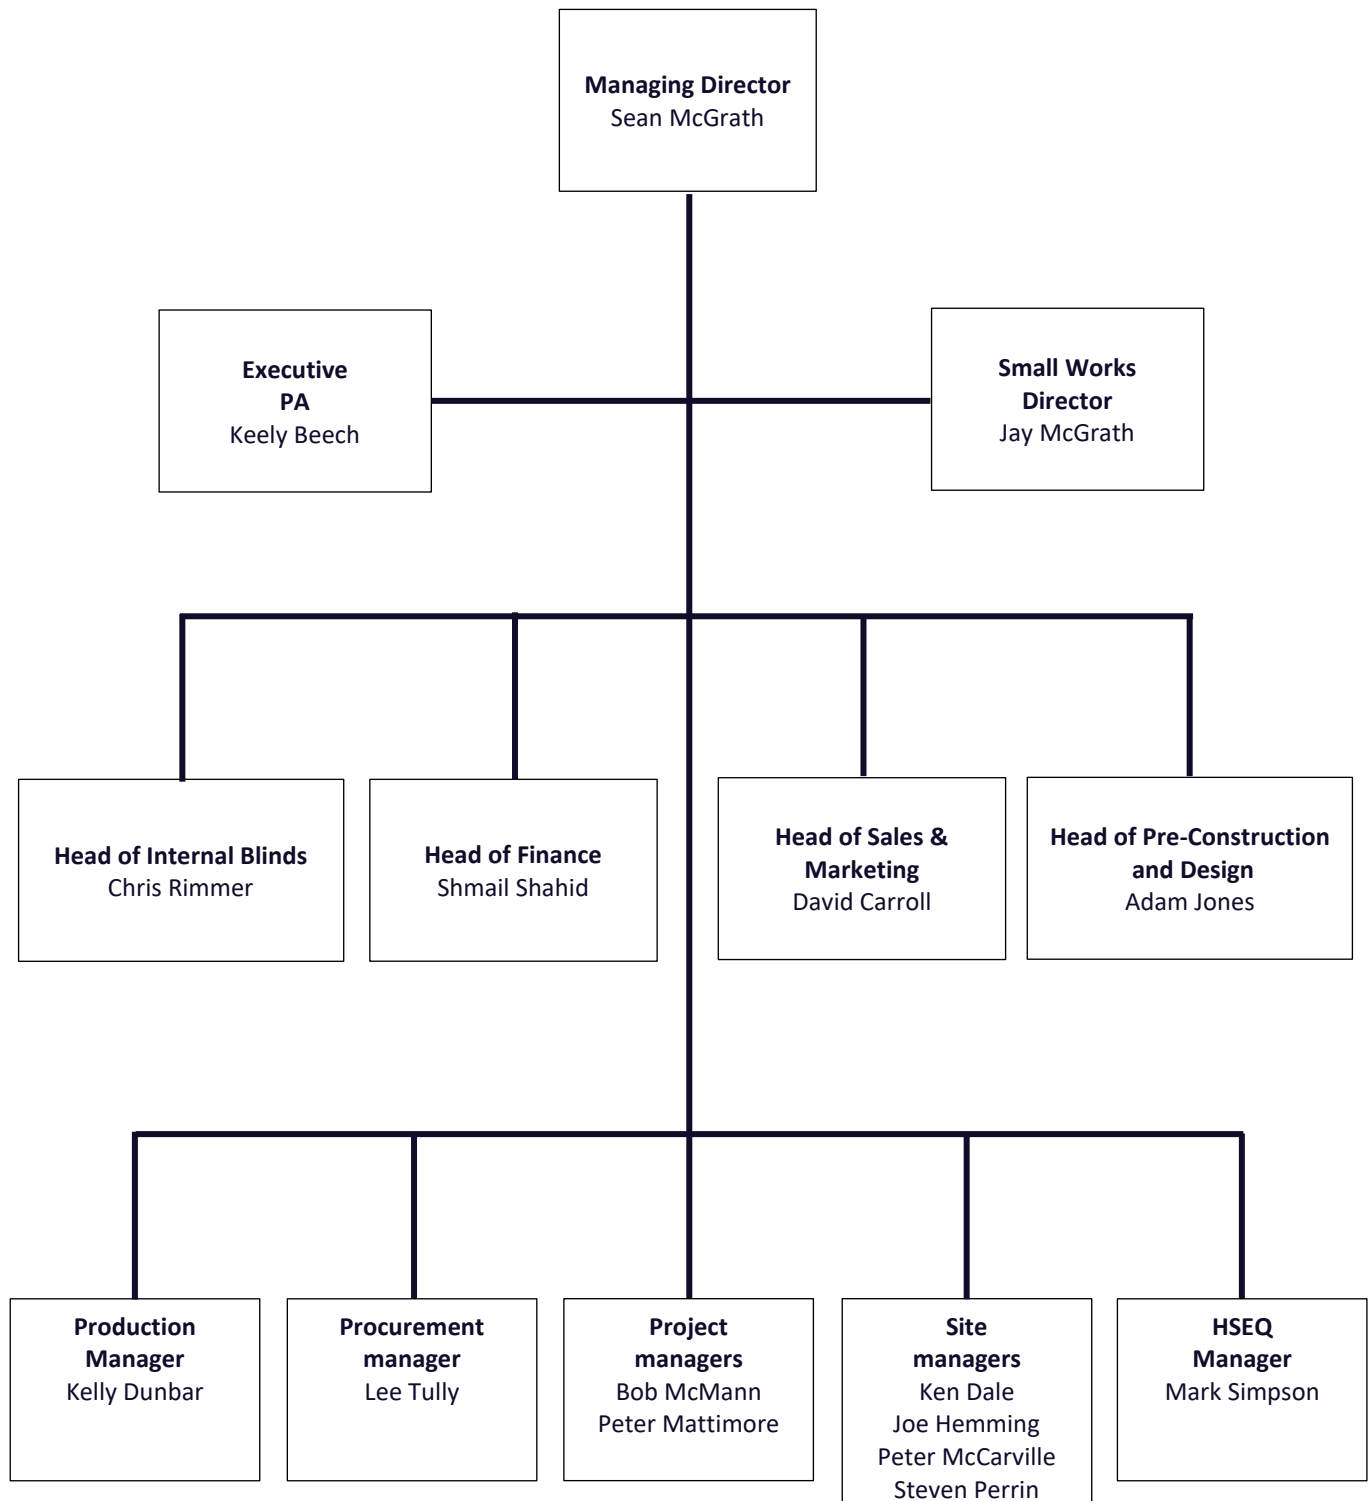 Managing Director
Sean McGrath
Executive
PA
Keely Beech
Small Works
Director
Jay McGrath
Head of Internal Blinds
Chris Rimmer
Head of Finance
Shmail Shahid
Head of Sales &
Marketing
David Carroll
Head of Pre-Construction
and Design
Adam Jones
Production
Manager
Kelly Dunbar
Procurement
manager
Lee Tully
Project
managers
Bob McMann
Peter Mattimore
Site
managers
Ken Dale
Joe Hemming
Peter McCarville
Steven Perrin
HSEQ
Manager
Mark Simpson